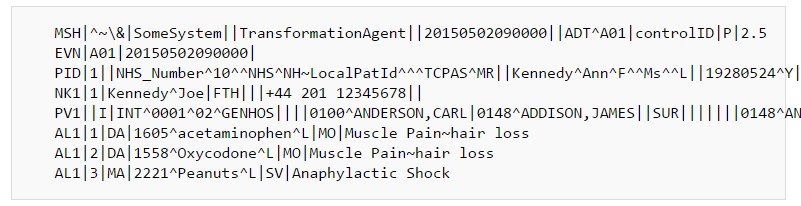 MSH|^~\&|SomeSystem||TransformationAgent||20150502090000||ADT^A01|controlID|P|2.5
EVN|A01|20150502090000|
PID|1||NHS_Number^10^^NHS^NH~LocalPatId^^^TCPAS^MR||Kennedy^Ann^F^^Ms^^L||19280524^Y|
NK1|1|Kennedy^Joe|FTH|||+44 201 12345678||
PV1||I|INT^0001^02^GENHOS||||0100^ANDERSON,CARL|0148^ADDISON,JAMES||SUR|||||||0148^AN
AL1|1|DA|1605^acetaminophen^L|MO|Muscle Pain~hair loss
AL1|2|DA|1558^Oxycodone^L|MO|Muscle Pain~hair loss
AL1|3|MA|2221^Peanuts^L|SV|Anaphylactic Shock